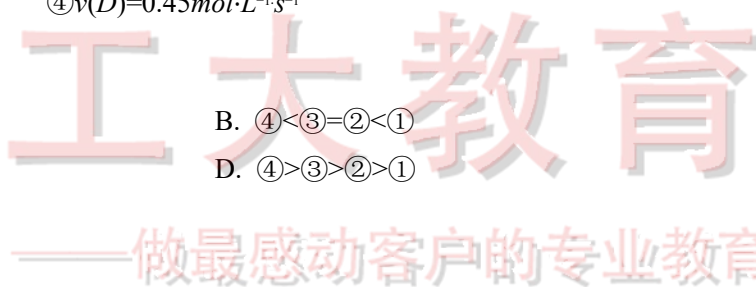 ④v(D)=0.45mol·L⁻¹·s⁻¹
工大教育
B. ④<③=②<①
D. ④>③>②>①
——做最感动客户的专业教育